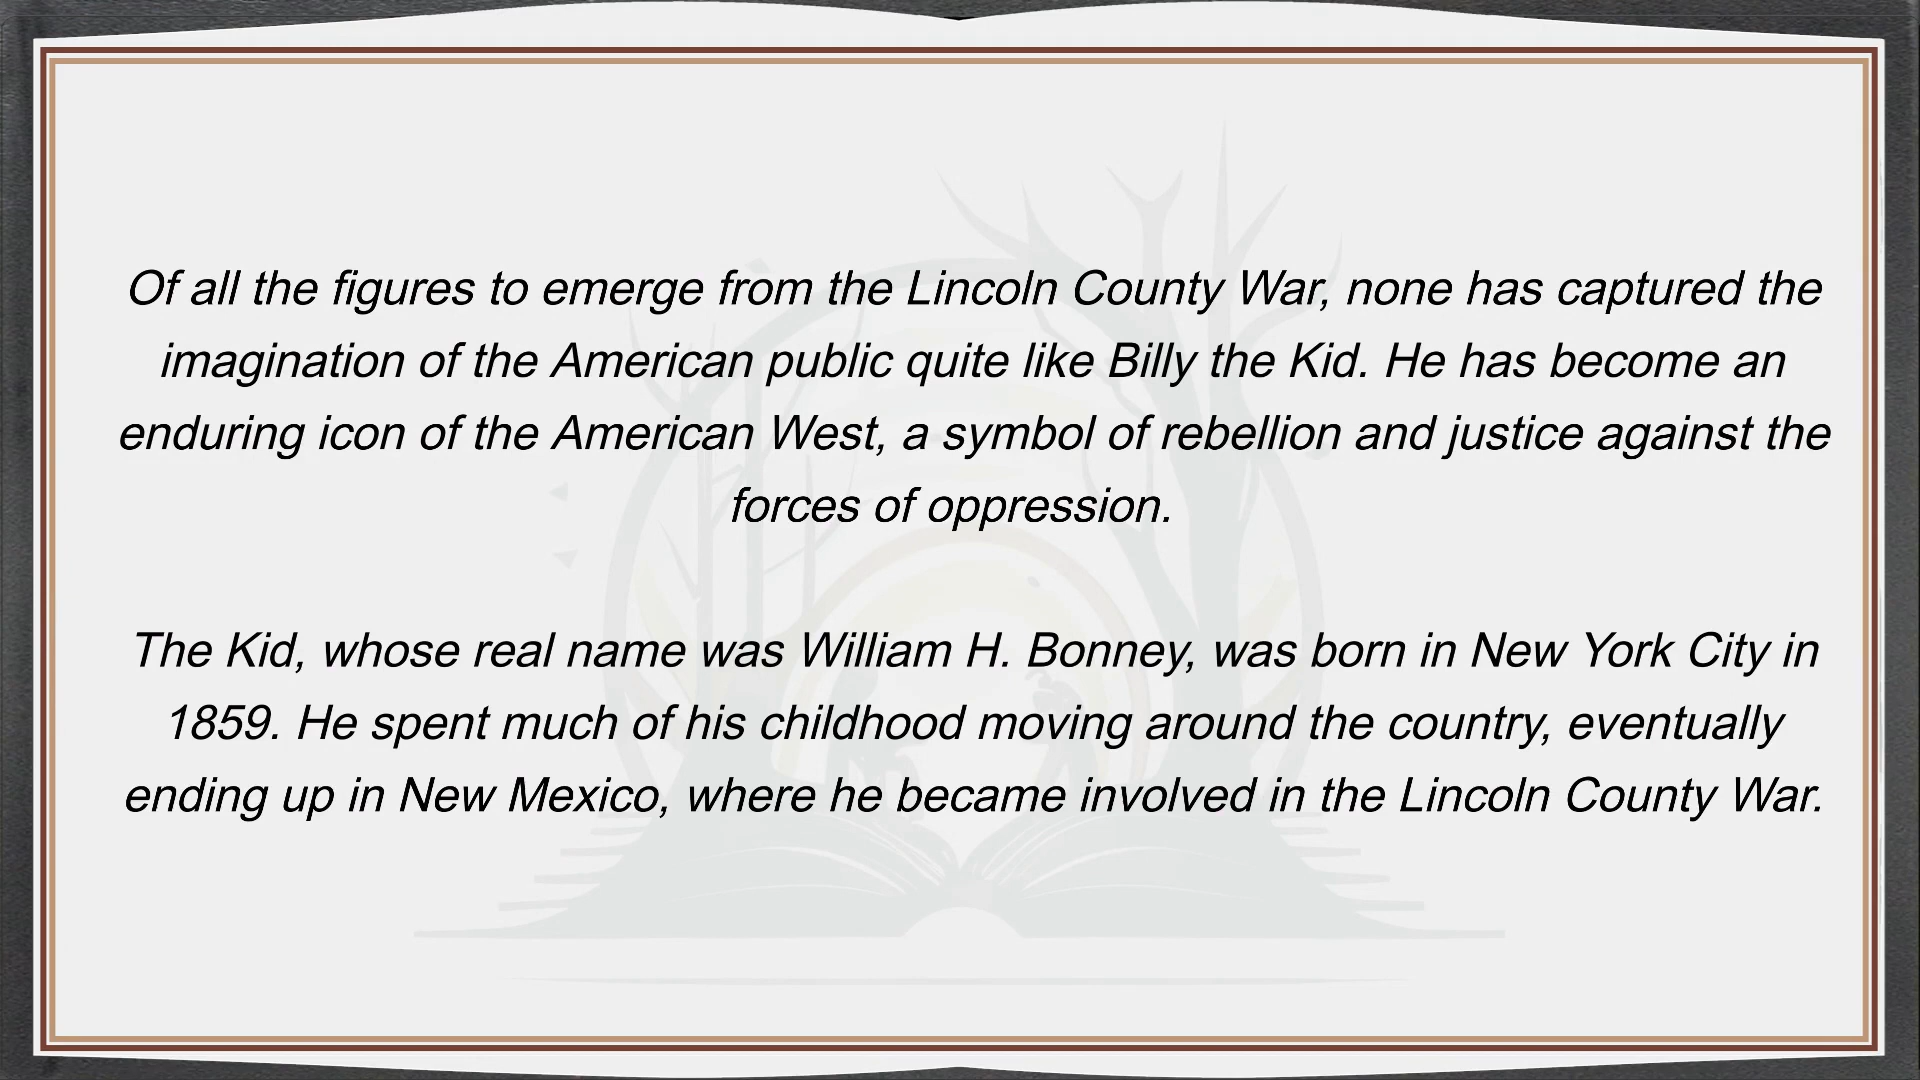 Of all the figures to emerge from the Lincoln County War, none has captured the
imagination of the American public quite like Billy the Kid. He has become an
enduring icon of the American West, a symbol of rebellion and justice against the
forces of oppression.
The Kid, whose real name was William H. Bonney, was born in New York City in
1859. He spent much of his childhood moving around the country, eventually
ending up in New Mexico, where he became involved in the Lincoln County War.